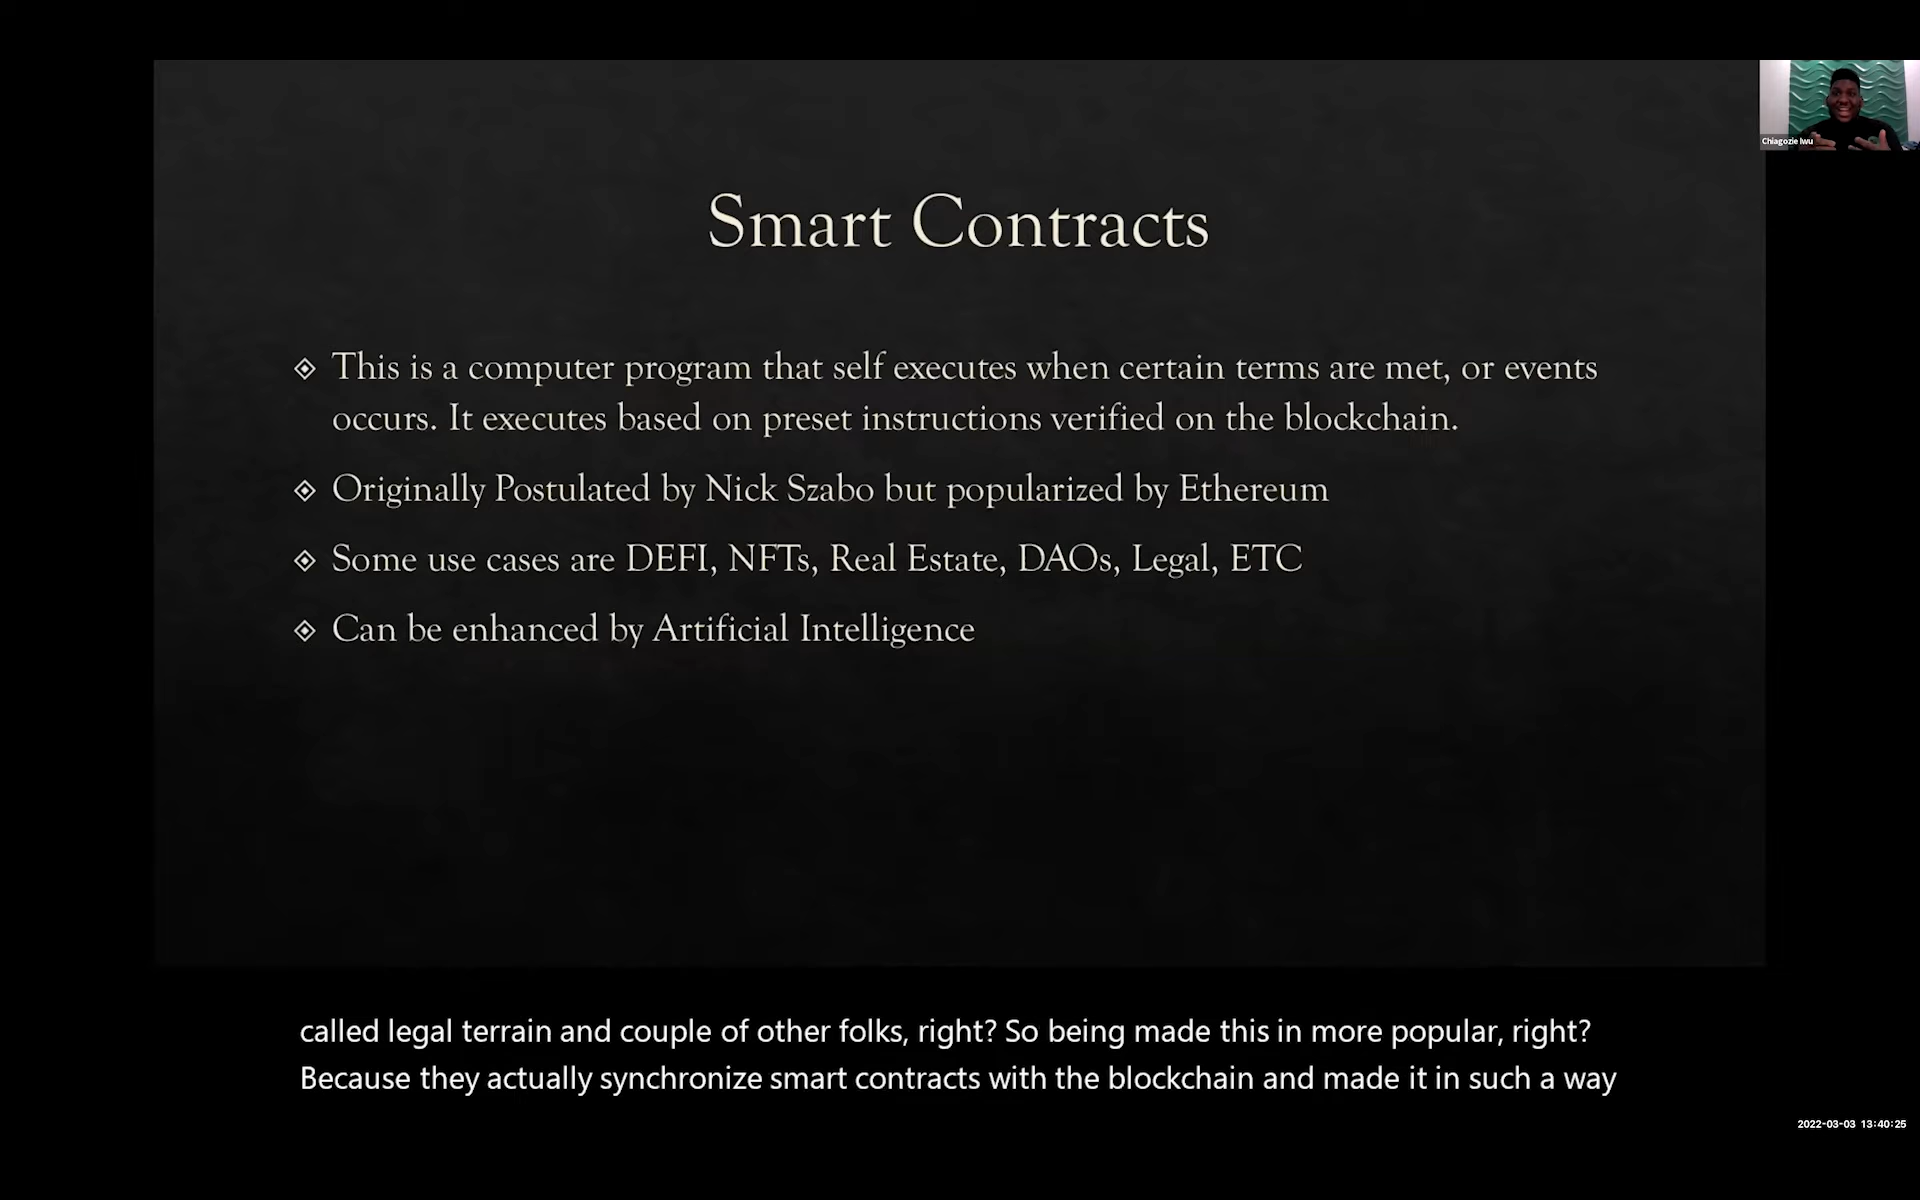 Chiagozie Iwu
Smart Contracts
This is a computer program that self executes when certain terms are met, or events
occurs. It executes based on preset instructions verified on the blockchain.
Originally Postulated by Nick Szabo but popularized by Ethereum
Some use cases are DEFI, NFTs, Real Estate, DAOs, Legal, ETC
Can be enhanced by Artificial Intelligence
called legal terrain and couple of other folks, right? So being made this in more popular, right?
Because they actually synchronize smart contracts with the blockchain and made it in such a way
2022-03-03 13:40:25